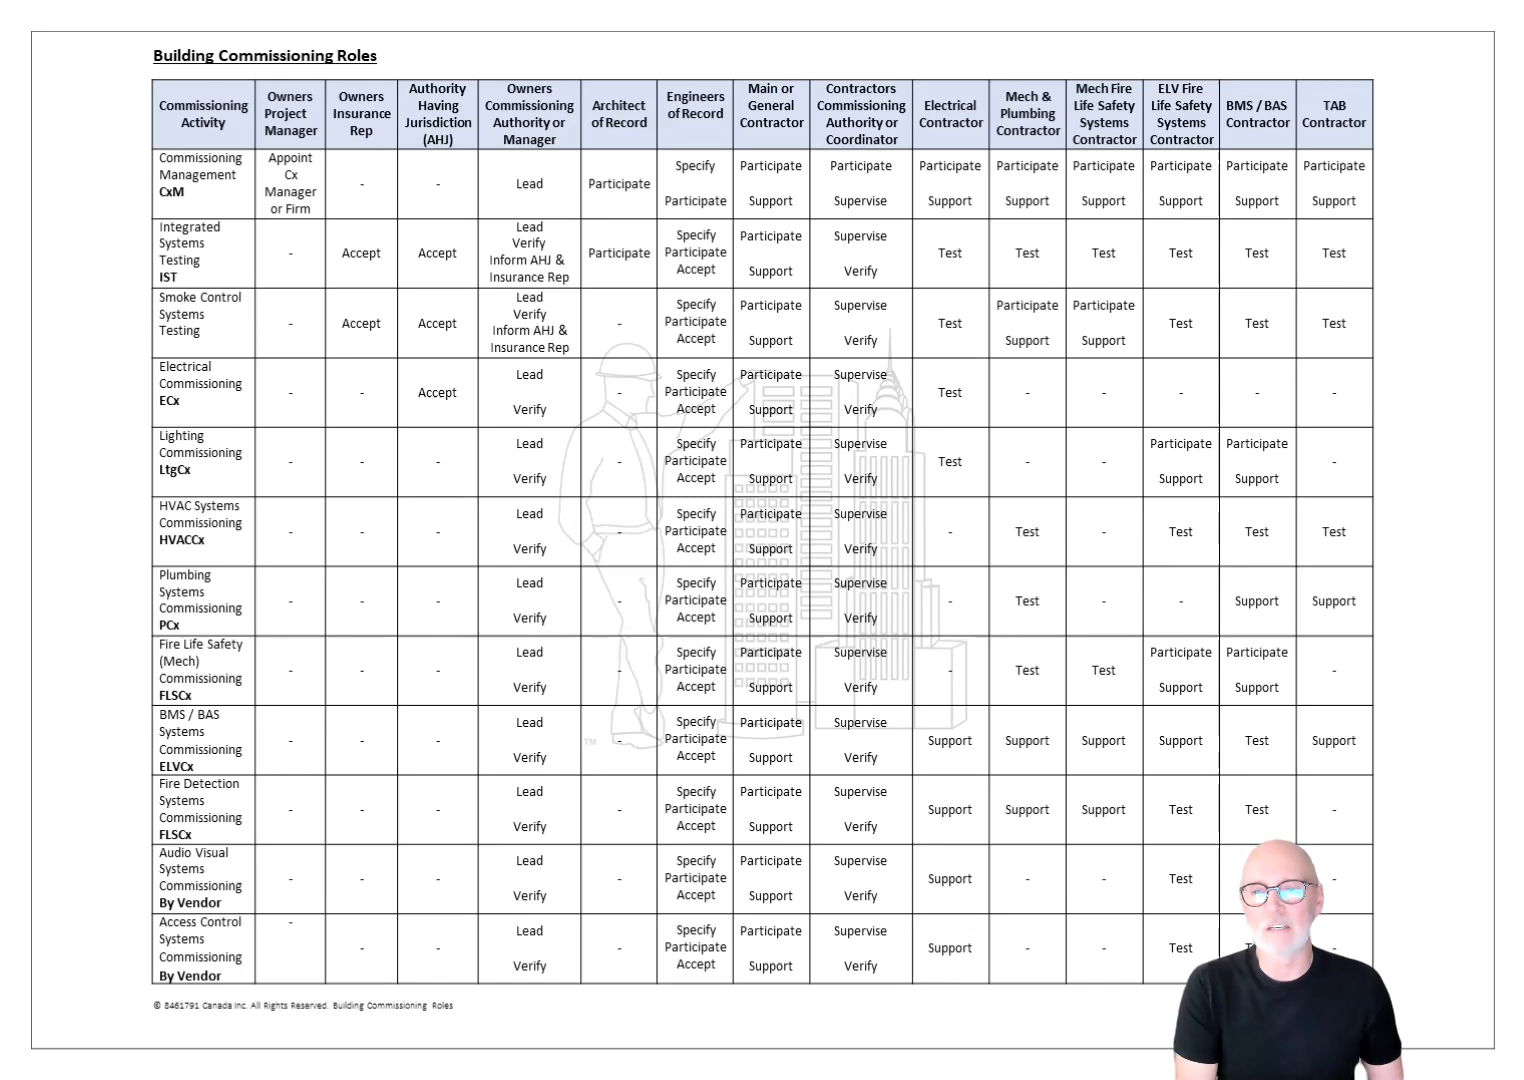 Building Commissioning Roles
Commissioning Activity | Owners Project Manager | Owners Insurance Rep | Authority Having Jurisdiction (AHJ) | Owners Commissioning Authority or Manager | Architect of Record | Engineers of Record | Main or General Contractor | Contractors Commissioning Authority or Coordinator | Electrical Contractor | Mech & Plumbing Contractor | Mech Fire Life Safety Systems Contractor | ELV Fire Life Safety Systems Contractor | BMS / BAS Contractor | TAB Contractor
Commissioning Management CxM | Appoint Cx Manager or Firm | - | - | Lead | Participate | Specify Participate | Participate Support | Participate Supervise | Participate Support | Participate Support | Participate Support | Participate Support | Participate Support | Participate Support
Integrated Systems Testing IST | - | Accept | Accept | Lead Verify Inform AHJ & Insurance Rep | Participate | Specify Participate Accept | Participate Support | Supervise Verify | Test | Test | Test | Test | Test | Test
Smoke Control Systems Testing | - | Accept | Accept | Lead Verify Inform AHJ & Insurance Rep | - | Specify Participate Accept | Participate Support | Supervise Verify | Test | Participate Support | Participate Support | Test | Test | Test
Electrical Commissioning ECx | - | - | Accept | Lead Verify | - | Specify Participate Accept | Participate Support | Supervise Verify | Test | - | - | - | - | -
Lighting Commissioning LtgCx | - | - | - | Lead Verify | - | Specify Participate Accept | Participate Support | Supervise Verify | Test | - | - | Participate Support | Participate Support | -
HVAC Systems Commissioning HVACCx | - | - | - | Lead Verify | - | Specify Participate Accept | Participate Support | Supervise Verify | - | Test | - | Test | Test | Test
Plumbing Systems Commissioning PCx | - | - | - | Lead Verify | - | Specify Participate Accept | Participate Support | Supervise Verify | - | Test | - | - | Support | Support
Fire Life Safety (Mech) Commissioning FLSCx | - | - | - | Lead Verify | - | Specify Participate Accept | Participate Support | Supervise Verify | - | Test | Test | Participate Support | Participate Support | -
BMS / BAS Systems Commissioning ELVCx | - | - | - | Lead Verify | - | Specify Participate Accept | Participate Support | Supervise Verify | Support | Support | Support | Support | Test | Support
Fire Detection Systems Commissioning FLSCx | - | - | - | Lead Verify | - | Specify Participate Accept | Participate Support | Supervise Verify | Support | Support | Support | Test | Test | -
Audio Visual Systems Commissioning By Vendor | - | - | - | Lead Verify | - | Specify Participate Accept | Participate Support | Supervise Verify | Support | - | - | Test | | -
Access Control Systems Commissioning By Vendor | - | - | - | Lead Verify | - | Specify Participate Accept | Participate Support | Supervise Verify | Support | - | - | Test | | -
TM
© 8461791 Canada Inc. All Rights Reserved. Building Commissioning Roles